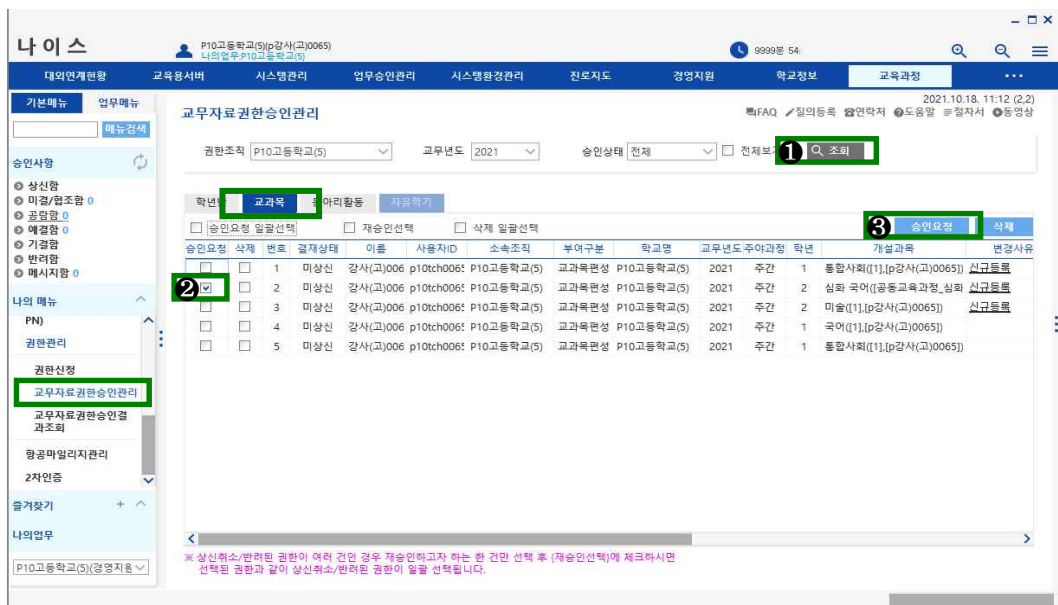 나이스
P10고등학교(5)(p강사(고)0065)
나의업무:P10고등학교(5)
9999분 54:
대외연계현황 교육용서버 시스템관리 업무승인관리 시스템환경관리 진로지도 경영지원 학교정보 교육과정 ...
기본메뉴 업무메뉴
메뉴검색
2021.10.18. 11:12 (2,2)
교무자료권한승인관리
FAQ 질의등록 연락처 도움말 절차서 동영상
권한조직 P10고등학교(5) 교무년도 2021 승인상태 전체 전체보기 ❶ 조회
승인사항
상신함
미결/협조함 0
공람함 0
예결함 0
기결함
반려함
메시지함 0
학년반 교과목 동아리활동 자유학기
승인요청 일괄선택 재승인선택 삭제 일괄선택 ❸ 승인요청 삭제
승인요청 삭제 번호 결재상태 이름 사용자ID 소속조직 부여구분 학교명 교무년도 주야과정 학년 개설과목 변경사유
1 미상신 강사(고)006 p10tch0065 P10고등학교(5) 교과목편성 P10고등학교(5) 2021 주간 1 통합사회([1],[p강사(고)0065]) 신규등록
❷ 2 미상신 강사(고)006 p10tch0065 P10고등학교(5) 교과목편성 P10고등학교(5) 2021 주간 2 심화 국어([공동교육과정_심화 신규등록
3 미상신 강사(고)006 p10tch0065 P10고등학교(5) 교과목편성 P10고등학교(5) 2021 주간 2 미술([1],[p강사(고)0065]) 신규등록
4 미상신 강사(고)006 p10tch0065 P10고등학교(5) 교과목편성 P10고등학교(5) 2021 주간 1 국어([1],[p강사(고)0065])
5 미상신 강사(고)006 p10tch0065 P10고등학교(5) 교과목편성 P10고등학교(5) 2021 주간 1 통합사회([1],[p강사(고)0065])
나의 메뉴
PN)
권한관리
권한신청
교무자료권한승인관리
교무자료권한승인결
과조회
항공마일리지관리
2차인증
즐겨찾기 +
나의업무
P10고등학교(5)(경영지원
※ 상신취소/반려된 권한이 여러 건인 경우 재승인하고자 하는 한 건만 선택 후 (재승인선택)에 체크하시면
선택된 권한과 같이 상신취소/반려된 권한이 일괄 선택됩니다.